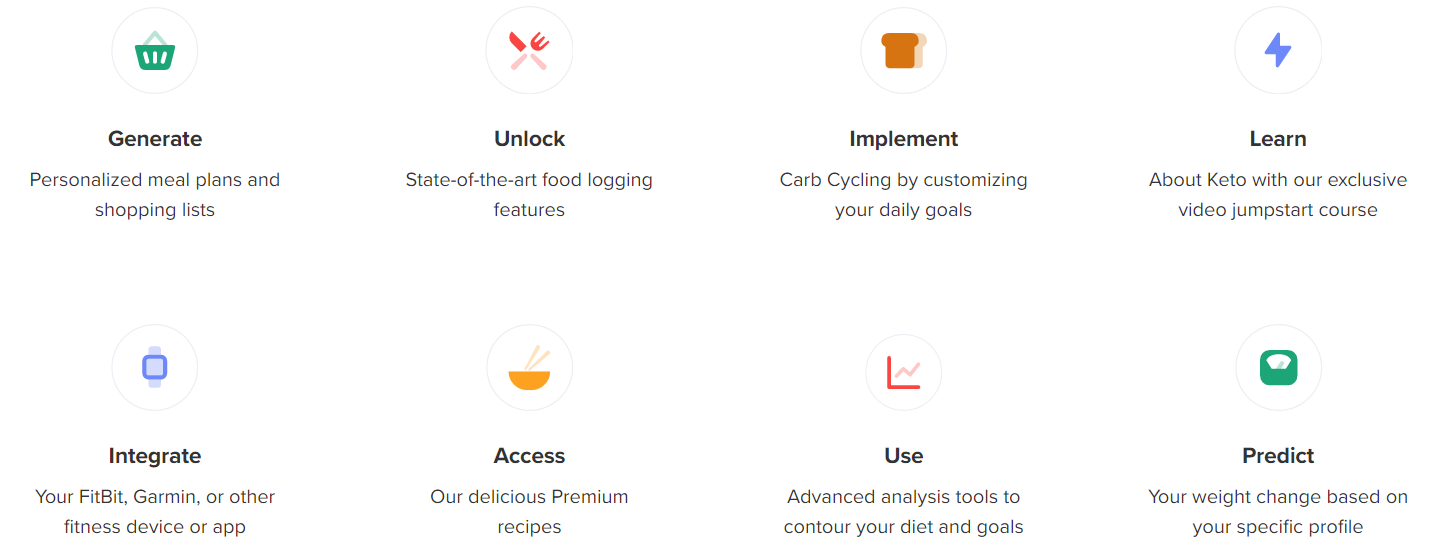 Generate
Personalized meal plans and
shopping lists
Unlock
State-of-the-art food logging
features
Implement
Carb Cycling by customizing
your daily goals
Learn
About Keto with our exclusive
video jumpstart course
Integrate
Your FitBit, Garmin, or other
fitness device or app
Access
Our delicious Premium
recipes
Use
Advanced analysis tools to
contour your diet and goals
Predict
Your weight change based on
your specific profile